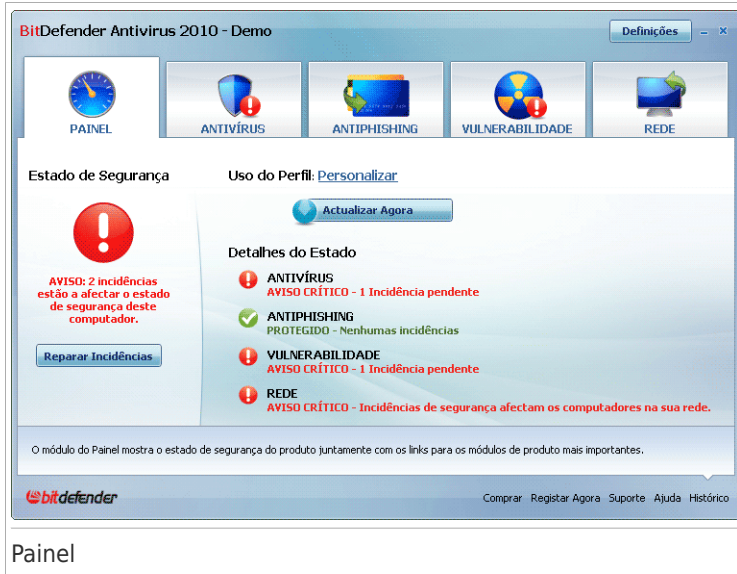 BitDefender Antivirus 2010 - Demo
Definições
PAINEL
ANTIVÍRUS
ANTIPHISHING
VULNERABILIDADE
REDE
Estado de Segurança
AVISO: 2 incidências
estão a afectar o estado
de segurança deste
computador.
Reparar Incidências
Uso do Perfil: Personalizar
Actualizar Agora
Detalhes do Estado
ANTIVÍRUS
AVISO CRÍTICO - 1 Incidência pendente
ANTIPHISHING
PROTEGIDO - Nenhumas incidências
VULNERABILIDADE
AVISO CRÍTICO - 1 Incidência pendente
REDE
AVISO CRÍTICO - Incidências de segurança afectam os computadores na sua rede.
O módulo do Painel mostra o estado de segurança do produto juntamente com os links para os módulos de produto mais importantes.
bitdefender
Comprar Registar Agora Suporte Ajuda Histórico
Painel